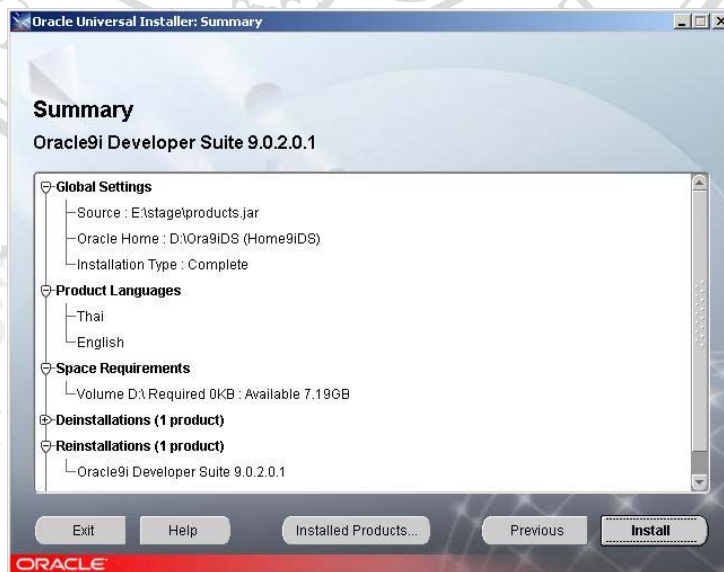 Oracle Universal Installer: Summary
Summary
Oracle9i Developer Suite 9.0.2.0.1
Global Settings
Source : E:\stage\products.jar
Oracle Home : D:\Ora9iDS (Home9iDS)
Installation Type : Complete
Product Languages
Thai
English
Space Requirements
Volume D:\ Required 0KB : Available 7.19GB
Deinstallations (1 product)
Reinstallations (1 product)
Oracle9i Developer Suite 9.0.2.0.1
Exit Help Installed Products... Previous Install
ORACLE